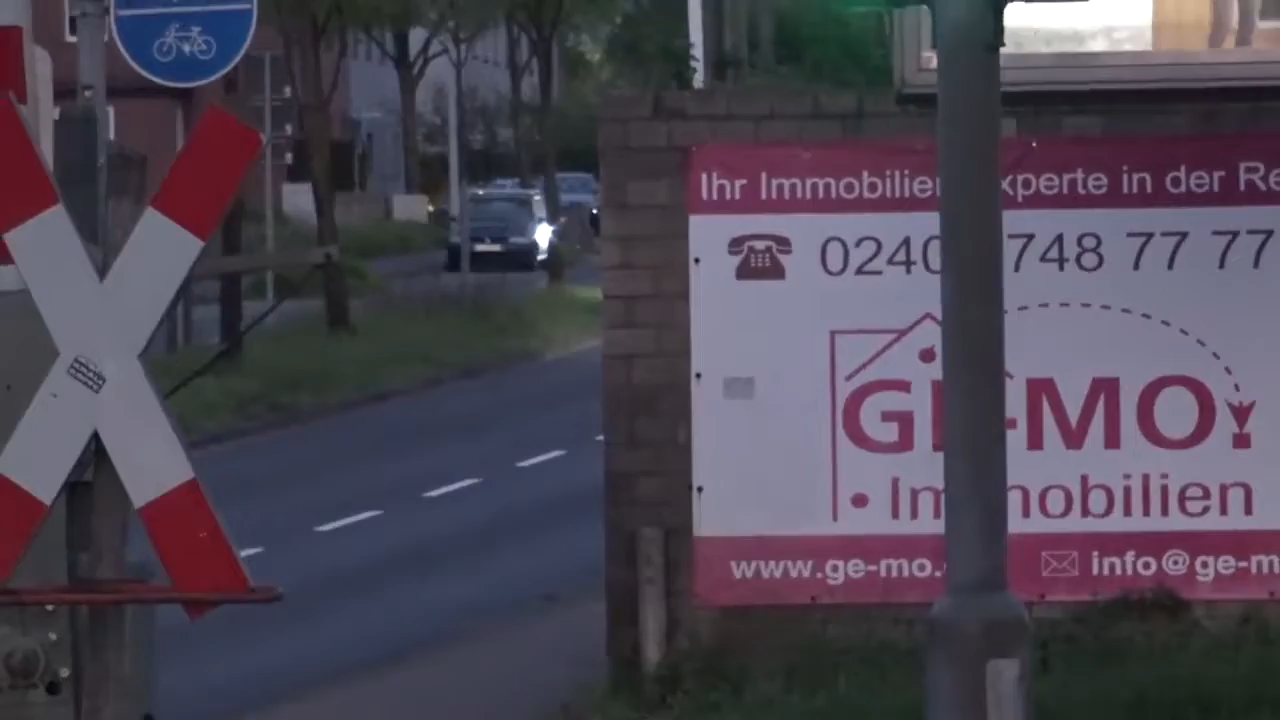 Ihr Immobilien xperte in der Re
0240 748 77 77
GE-MO
Immobilien
www.ge-mo. info@ge-m